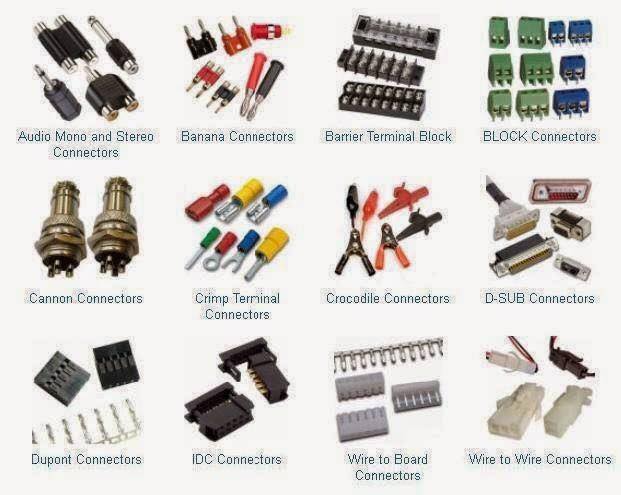 Audio Mono and Stereo
Connectors
Banana Connectors
Barrier Terminal Block
BLOCK Connectors
Cannon Connectors
Crimp Terminal
Connectors
Crocodile Connectors
D-SUB Connectors
Dupont Connectors
IDC Connectors
Wire to Board
Connectors
Wire to Wire Connectors